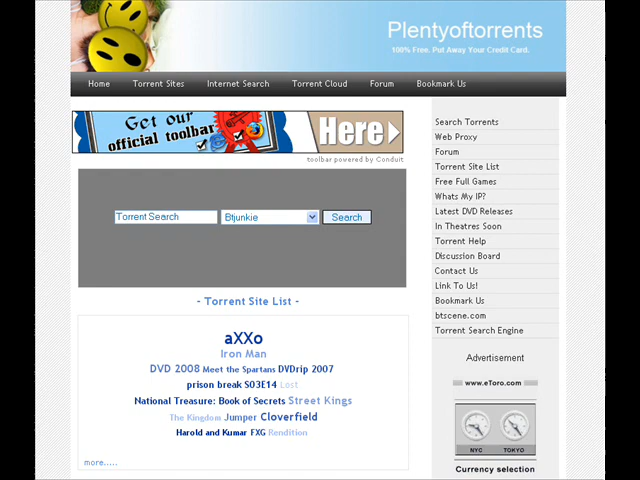 Plentyoftorrents
100% Free. Put Away Your Credit Card.
Home Torrent Sites Internet Search Torrent Cloud Forum Bookmark Us
Get our
official toolbar
Here
toolbar powered by Conduit
Torrent Search Btjunkie Search
- Torrent Site List -
aXXo
Iron Man
DVD 2008 Meet the Spartans DVDrip 2007
prison break S03E14 Lost
National Treasure: Book of Secrets Street Kings
The Kingdom Jumper Cloverfield
Harold and Kumar FXG Rendition
more.....
Search Torrents
Web Proxy
Forum
Torrent Site List
Free Full Games
Whats My IP?
Latest DVD Releases
In Theatres Soon
Torrent Help
Discussion Board
Contact Us
Link To Us!
Bookmark Us
btscene.com
Torrent Search Engine
Advertisement
www.eToro.com
NYC TOKYO
Currency selection